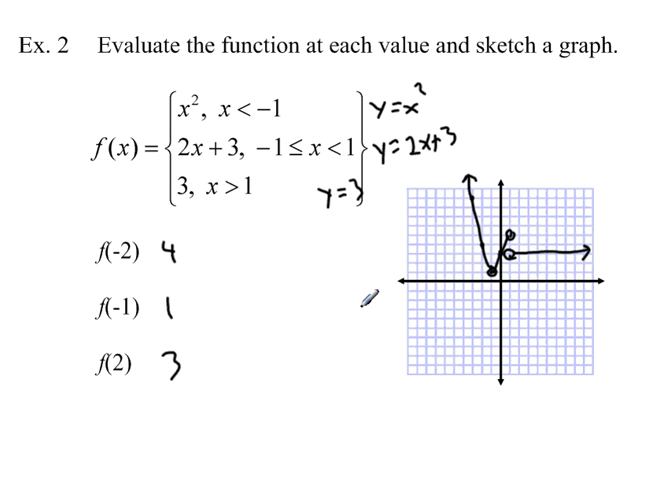 Ex. 2 Evaluate the function at each value and sketch a graph.
x², x < −1 y=x²
f(x) = { 2x + 3, −1 ≤ x < 1 } y=2x+3
3, x > 1 y=3
f(-2) 4
f(-1) 1
f(2) 3